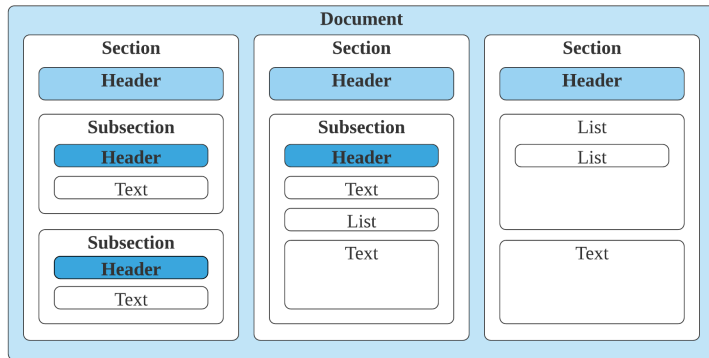 Document
Section
Header
Subsection
Header
Text
Subsection
Header
Text
Section
Header
Subsection
Header
Text
List
Text
Section
Header
List
List
Text